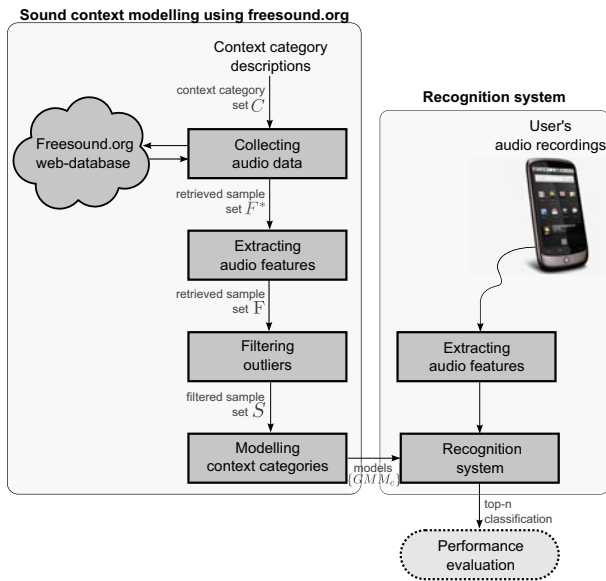 Sound context modelling using freesound.org
Context category
descriptions
context category
set C
Freesound.org
web-database
Collecting
audio data
retrieved sample
set F*
Extracting
audio features
retrieved sample
set F
Filtering
outliers
filtered sample
set S
Modelling
context categories
models
{GMM_c}
Recognition system
User's
audio recordings
Extracting
audio features
Recognition
system
top-n
classification
Performance
evaluation